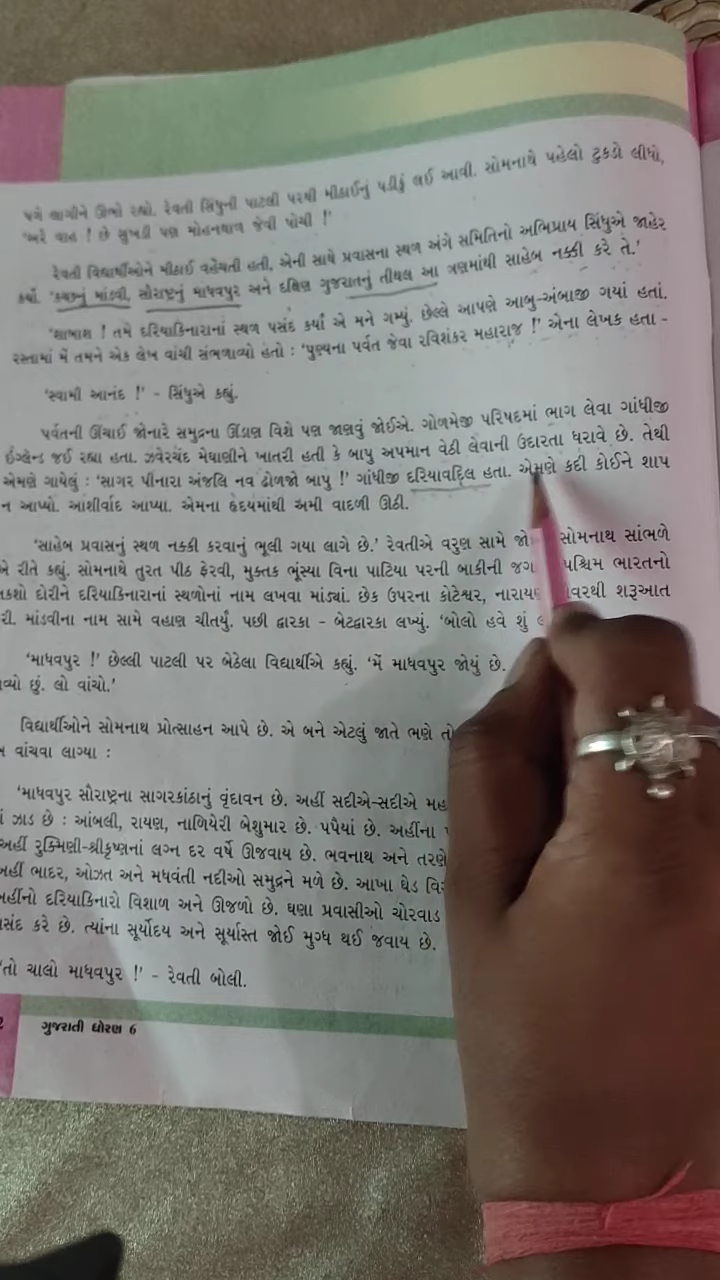 પગે લાગીને ઊભો રહ્યો. રેવતી સિંધુની પાટલી પરથી મીઠાઈનું પડીકું લઈ આવી. સોમનાથે પહેલો ટુકડો લીધો,
'અરે વાહ ! છે સુખડી પણ મોહનથાળ જેવી પોચી !'
રેવતી વિદ્યાર્થીઓને મીઠાઈ વહેંચતી હતી, એની સાથે પ્રવાસના સ્થળ અંગે સમિતિનો અભિપ્રાય સિંધુએ જાહેર
કર્યો. 'કચ્છનું માંડવી, સૌરાષ્ટ્રનું માધવપુર અને દક્ષિણ ગુજરાતનું તીથલ આ ત્રણમાંથી સાહેબ નક્કી કરે તે.'
'શાબાશ ! તમે દરિયાકિનારાનાં સ્થળ પસંદ કર્યાં એ મને ગમ્યું. છેલ્લે આપણે આબુ-અંબાજી ગયાં હતાં.
રસ્તામાં મેં તમને એક લેખ વાંચી સંભળાવ્યો હતો : 'પુણ્યના પર્વત જેવા રવિશંકર મહારાજ !' એના લેખક હતા -
'સ્વામી આનંદ !' - સિંધુએ કહ્યું.
પર્વતની ઊંચાઈ જોનારે સમુદ્રના ઊંડાણ વિશે પણ જાણવું જોઈએ. ગોળમેજી પરિષદમાં ભાગ લેવા ગાંધીજી
ઈંગ્લેન્ડ જઈ રહ્યા હતા. ઝવેરચંદ મેઘાણીને ખાતરી હતી કે બાપુ અપમાન વેઠી લેવાની ઉદારતા ધરાવે છે. તેથી
એમણે ગાયેલું : 'સાગર પીનારા અંજલિ નવ ઢોળજો બાપુ !' ગાંધીજી દરિયાવદિલ હતા. એમણે કદી કોઈને શાપ
ન આપ્યો. આશીર્વાદ આપ્યા. એમના હૃદયમાંથી અમી વાદળી ઊઠી.
'સાહેબ પ્રવાસનું સ્થળ નક્કી કરવાનું ભૂલી ગયા લાગે છે.' રેવતીએ વરુણ સામે જો સોમનાથ સાંભળે
એ રીતે કહ્યું. સોમનાથે તુરત પીઠ ફેરવી, મુક્તક ભૂંસ્યા વિના પાટિયા પરની બાકીની જગ પશ્ચિમ ભારતનો
નકશો દોરીને દરિયાકિનારાનાં સ્થળોનાં નામ લખવા માંડ્યાં. છેક ઉપરના કોટેશ્વર, નારાયણ વરથી શરૂઆત
રી. માંડવીના નામ સામે વહાણ ચીતર્યું. પછી દ્વારકા - બેટદ્વારકા લખ્યું. 'બોલો હવે શું લ
'માધવપુર !' છેલ્લી પાટલી પર બેઠેલા વિદ્યાર્થીએ કહ્યું. 'મેં માધવપુર જોયું છે.
વ્યો છું. લો વાંચો.'
વિદ્યાર્થીઓને સોમનાથ પ્રોત્સાહન આપે છે. એ બને એટલું જાતે ભણે તો
વાંચવા લાગ્યા :
'માધવપુર સૌરાષ્ટ્રના સાગરકાંઠાનું વૃંદાવન છે. અહીં સદીએ-સદીએ મહ
ઝાડ છે : આંબલી, રાયણ, નાળિયેરી બેશુમાર છે. પપૈયાં છે. અહીંના
અહીં રુક્મિણી-શ્રીકૃષ્ણનાં લગ્ન દર વર્ષે ઊજવાય છે. ભવનાથ અને તરણે
અહીં ભાદર, ઓઝત અને મધવંતી નદીઓ સમુદ્રને મળે છે. આખા ઘેડ વિ
અહીંનો દરિયાકિનારો વિશાળ અને ઊજળો છે. ઘણા પ્રવાસીઓ ચોરવાડ
સંદ કરે છે. ત્યાંના સૂર્યોદય અને સૂર્યાસ્ત જોઈ મુગ્ધ થઈ જવાય છે.
'તો ચાલો માધવપુર !' - રેવતી બોલી.
2 ગુજરાતી ધોરણ 6